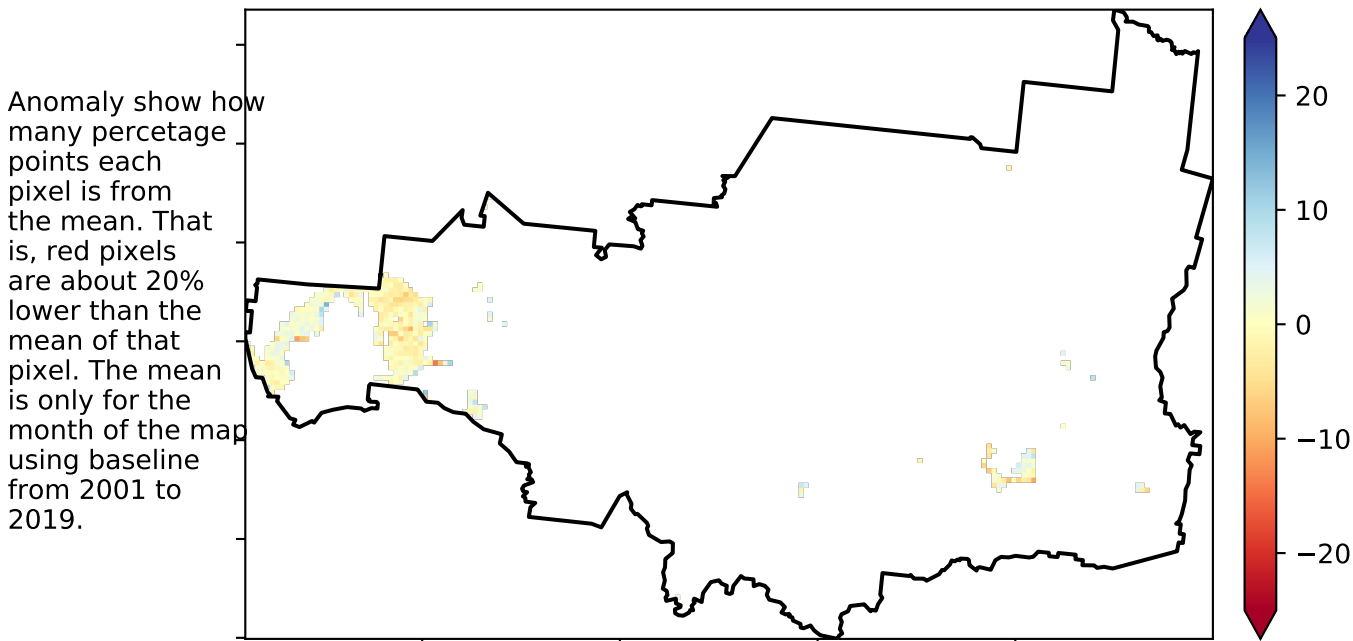 Anomaly show how
many percetage
points each
pixel is from
the mean. That
is, red pixels
are about 20%
lower than the
mean of that
pixel. The mean
is only for the
month of the map
using baseline
from 2001 to
2019.
20
10
0
−10
−20